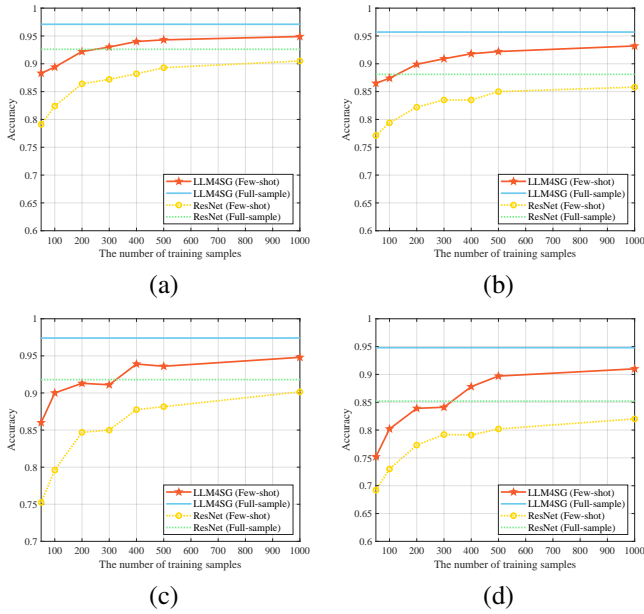 1
0.95
0.9
0.85
0.8
0.75
0.7
0.65
0.6
Accuracy
LLM4SG (Few-shot)
LLM4SG (Full-sample)
ResNet (Few-shot)
ResNet (Full-sample)
100 200 300 400 500 600 700 800 900 1000
The number of training samples
(a)
1
0.95
0.9
0.85
0.8
0.75
0.7
0.65
0.6
Accuracy
LLM4SG (Few-shot)
LLM4SG (Full-sample)
ResNet (Few-shot)
ResNet (Full-sample)
100 200 300 400 500 600 700 800 900 1000
The number of training samples
(b)
1
0.95
0.9
0.85
0.8
0.75
0.7
Accuracy
LLM4SG (Few-shot)
LLM4SG (Full-sample)
ResNet (Few-shot)
ResNet (Full-sample)
100 200 300 400 500 600 700 800 900 1000
The number of training samples
(c)
1
0.95
0.9
0.85
0.8
0.75
0.7
0.65
0.6
Accuracy
LLM4SG (Few-shot)
LLM4SG (Full-sample)
ResNet (Few-shot)
ResNet (Full-sample)
100 200 300 400 500 600 700 800 900 1000
The number of training samples
(d)